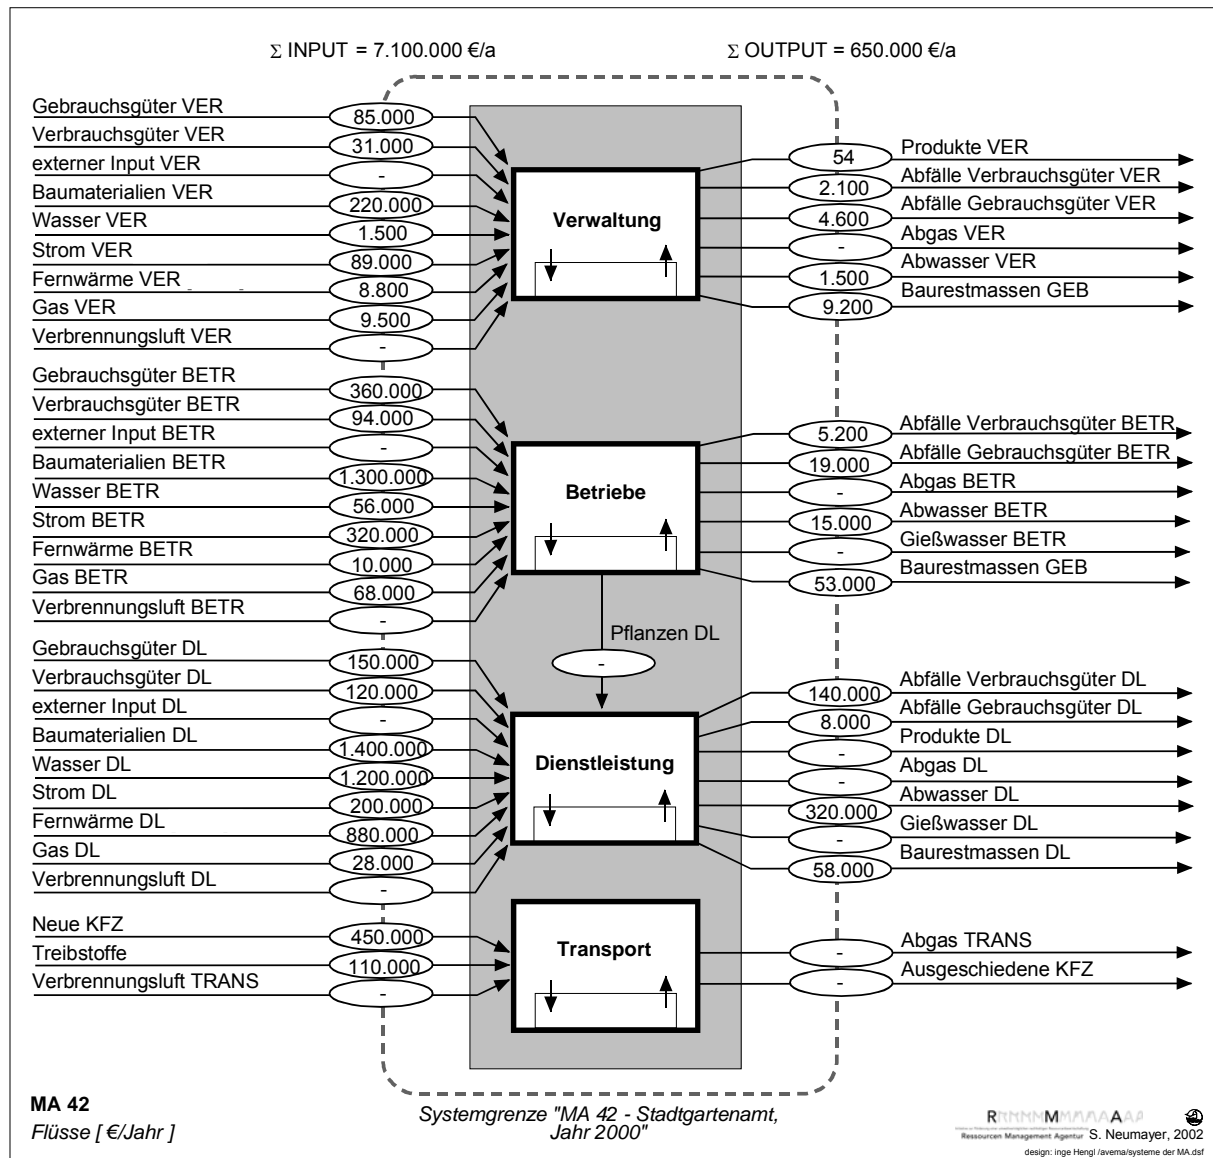 Σ INPUT = 7.100.000 €/a
Σ OUTPUT = 650.000 €/a
Gebrauchsgüter VER
85.000
Verbrauchsgüter VER
31.000
externer Input VER
-
Baumaterialien VER
220.000
Wasser VER
1.500
Strom VER
89.000
Fernwärme VER
8.800
Gas VER
9.500
Verbrennungsluft VER
-
Verwaltung
54
Produkte VER
2.100
Abfälle Verbrauchsgüter VER
4.600
Abfälle Gebrauchsgüter VER
-
Abgas VER
1.500
Abwasser VER
9.200
Baurestmassen GEB
Gebrauchsgüter BETR
360.000
Verbrauchsgüter BETR
94.000
externer Input BETR
-
Baumaterialien BETR
1.300.000
Wasser BETR
56.000
Strom BETR
320.000
Fernwärme BETR
10.000
Gas BETR
68.000
Verbrennungsluft BETR
-
Betriebe
5.200
Abfälle Verbrauchsgüter BETR
19.000
Abfälle Gebrauchsgüter BETR
-
Abgas BETR
15.000
Abwasser BETR
-
Gießwasser BETR
53.000
Baurestmassen GEB
Pflanzen DL
-
Gebrauchsgüter DL
150.000
Verbrauchsgüter DL
120.000
externer Input DL
-
Baumaterialien DL
1.400.000
Wasser DL
1.200.000
Strom DL
200.000
Fernwärme DL
880.000
Gas DL
28.000
Verbrennungsluft DL
-
Dienstleistung
140.000
Abfälle Verbrauchsgüter DL
8.000
Abfälle Gebrauchsgüter DL
-
Produkte DL
-
Abgas DL
320.000
Abwasser DL
-
Gießwasser DL
58.000
Baurestmassen DL
Neue KFZ
450.000
Treibstoffe
110.000
Verbrennungsluft TRANS
-
Transport
-
Abgas TRANS
-
Ausgeschiedene KFZ
MA 42
Flüsse [ €/Jahr ]
Systemgrenze "MA 42 - Stadtgartenamt,
Jahr 2000"
Ressourcen Management Agentur
S. Neumayer, 2002
design: inge Hengl /avema/systeme der MA.dsf